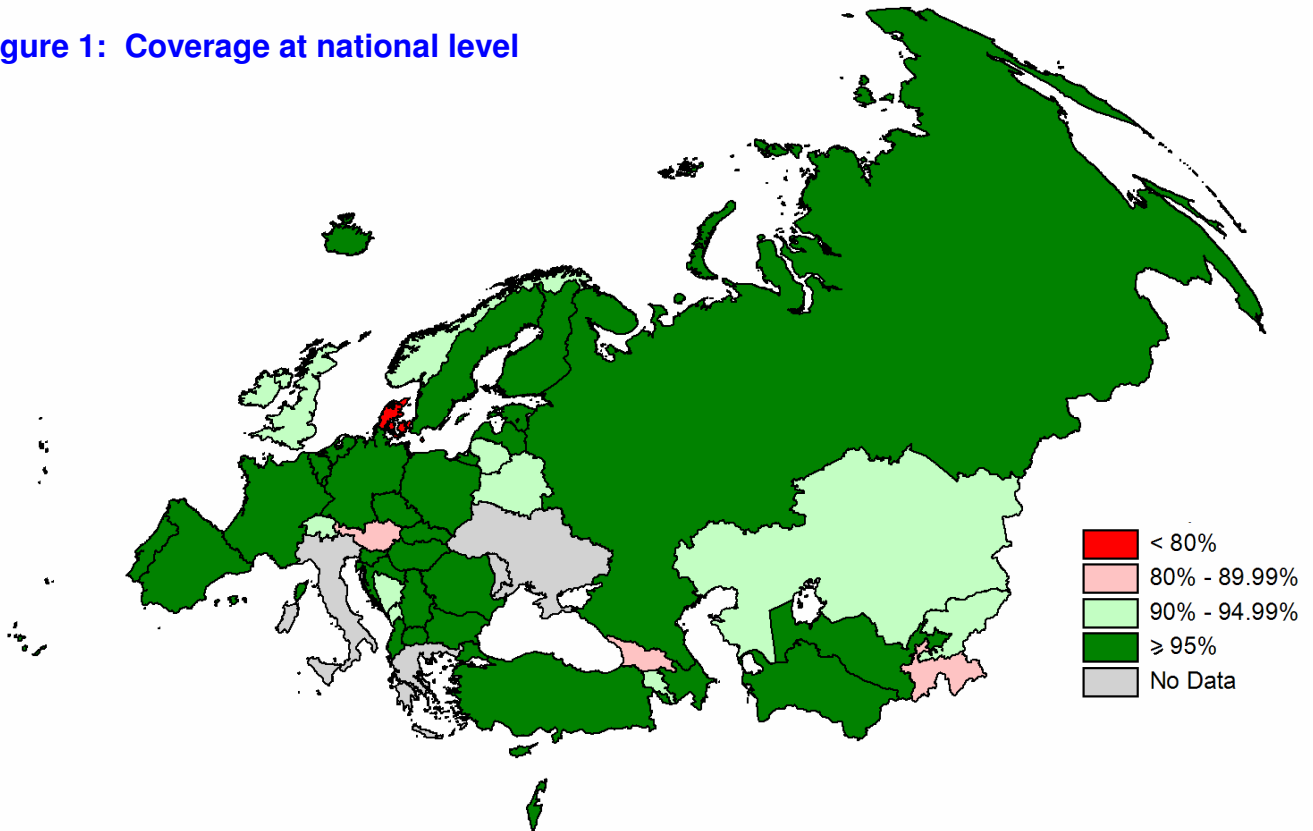 gure 1: Coverage at national level
< 80%
80% - 89.99%
90% - 94.99%
≥ 95%
No Data